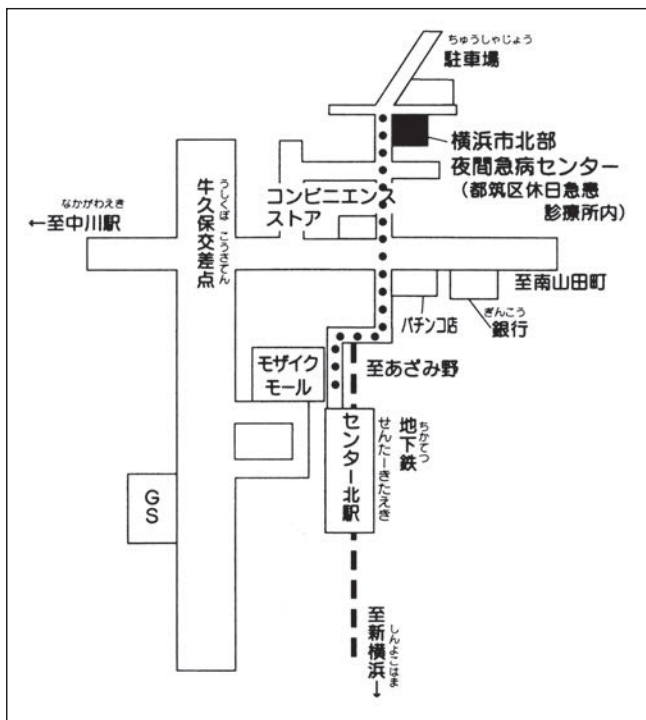 ちゅうしゃじょう
駐車場
横浜市北部
夜間急病センター
(都筑区休日急患
診療所内)
うしくぼ こうさてん
牛久保交差点
コンビニエンス
ストア
なかがわえき
←至中川駅
至南山田町
パチンコ店
ぎんこう
銀行
至あざみ野
モザイク
モール
ちかてつ
地下鉄
せんたーきたえき
センター北駅
GS
しんよこはま
至新横浜→